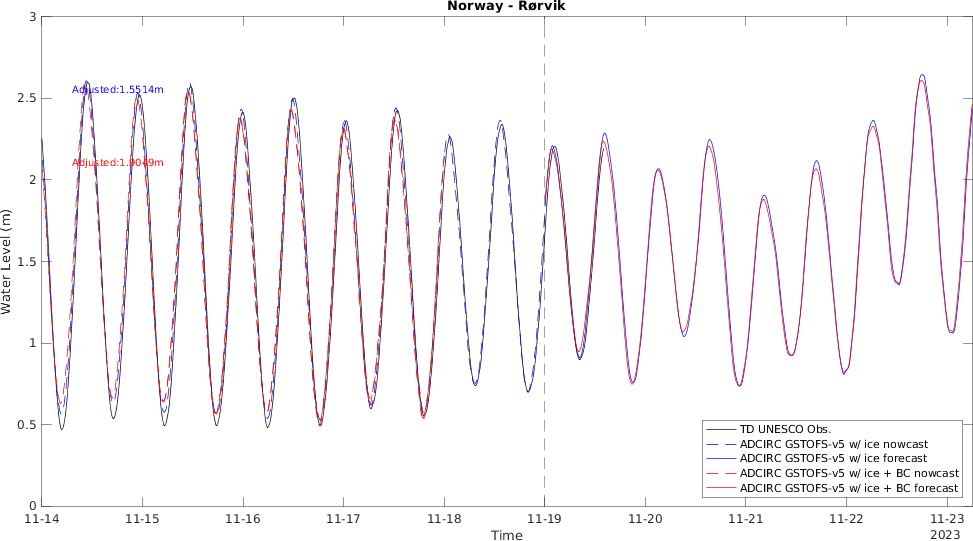 Norway - Rørvik
3
2.5
2
1.5
1
0.5
0
Water Level (m)
Adjusted:1.5514m
Adjusted:1.9049m
TD UNESCO Obs.
ADCIRC GSTOFS-v5 w/ ice nowcast
ADCIRC GSTOFS-v5 w/ ice forecast
ADCIRC GSTOFS-v5 w/ ice + BC nowcast
ADCIRC GSTOFS-v5 w/ ice + BC forecast
11-14 11-15 11-16 11-17 11-18 11-19 11-20 11-21 11-22 11-23
Time 2023